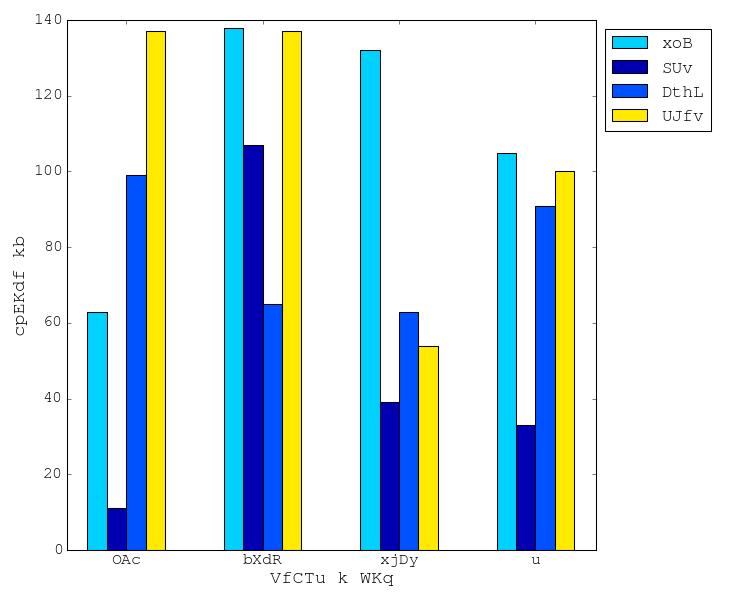 140
120
100
80
60
40
20
0
cpEKdf kb
OAc bXdR xjDy u
VfCTu k WKq
xoB
SUv
DthL
UJfv